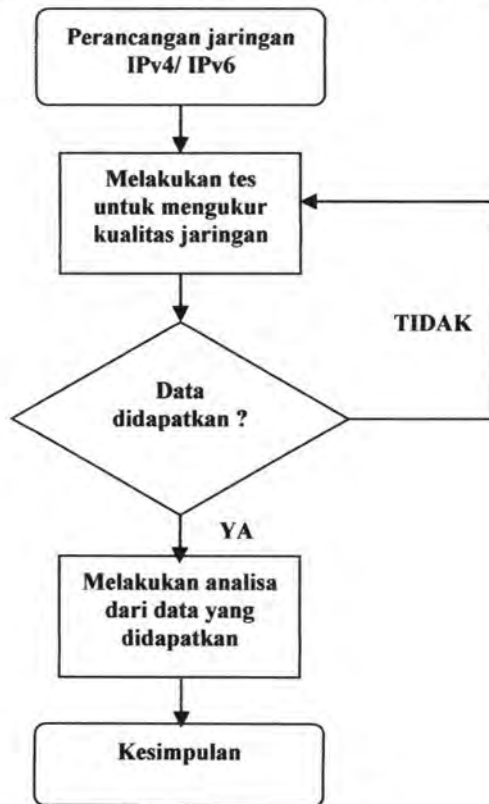 Perancangan jaringan
IPv4/ IPv6
Melakukan tes
untuk mengukur
kualitas jaringan
TIDAK
Data
didapatkan ?
YA
Melakukan analisa
dari data yang
didapatkan
Kesimpulan